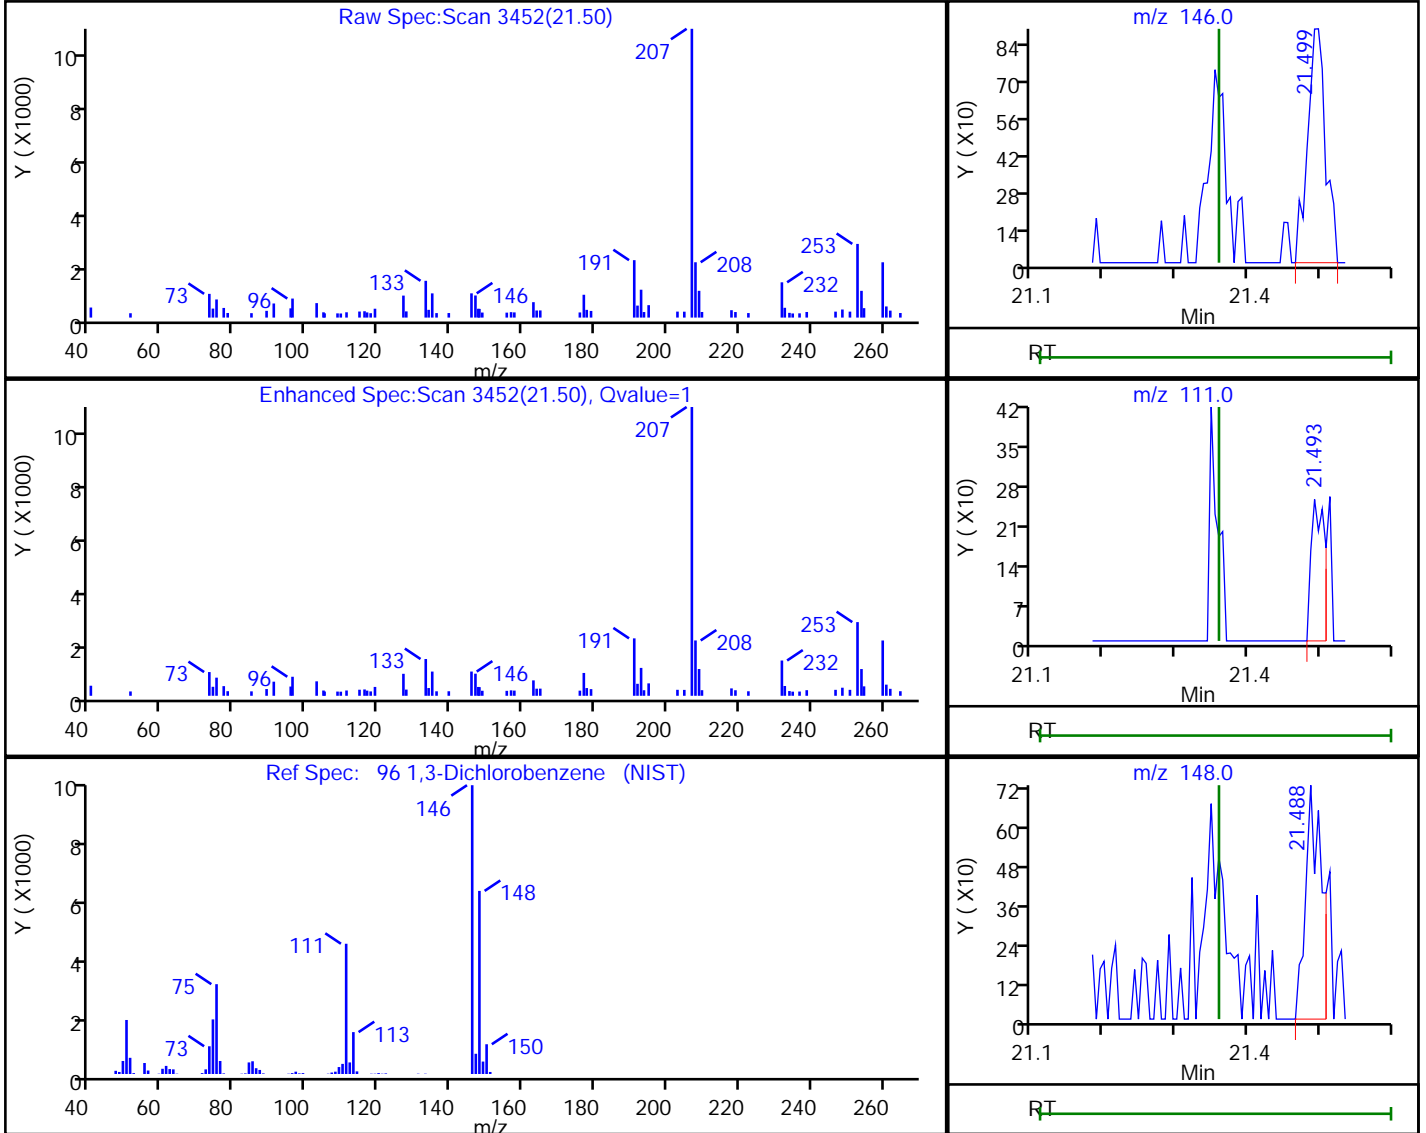 Raw Spec:Scan 3452(21.50)
Y ( X1000)
10
8
6
4
2
0
207
191
208
253
232
133
146
73
96
40 60 80 100 120 140 160 180 200 220 240 260
m/z
m/z 146.0
Y ( X10)
84
70
56
42
28
14
0
21.499
21.1 21.4
Min
RT
Enhanced Spec:Scan 3452(21.50), Qvalue=1
Y ( X1000)
10
8
6
4
2
0
207
191
208
253
232
133
146
73
96
40 60 80 100 120 140 160 180 200 220 240 260
m/z
m/z 111.0
Y ( X10)
42
35
28
21
14
7
0
21.493
21.1 21.4
Min
RT
Ref Spec: 96 1,3-Dichlorobenzene (NIST)
Y ( X1000)
10
8
6
4
2
0
146
148
111
75
113
73
150
40 60 80 100 120 140 160 180 200 220 240 260
m/z
m/z 148.0
Y ( X10)
72
60
48
36
24
12
0
21.488
21.1 21.4
Min
RT